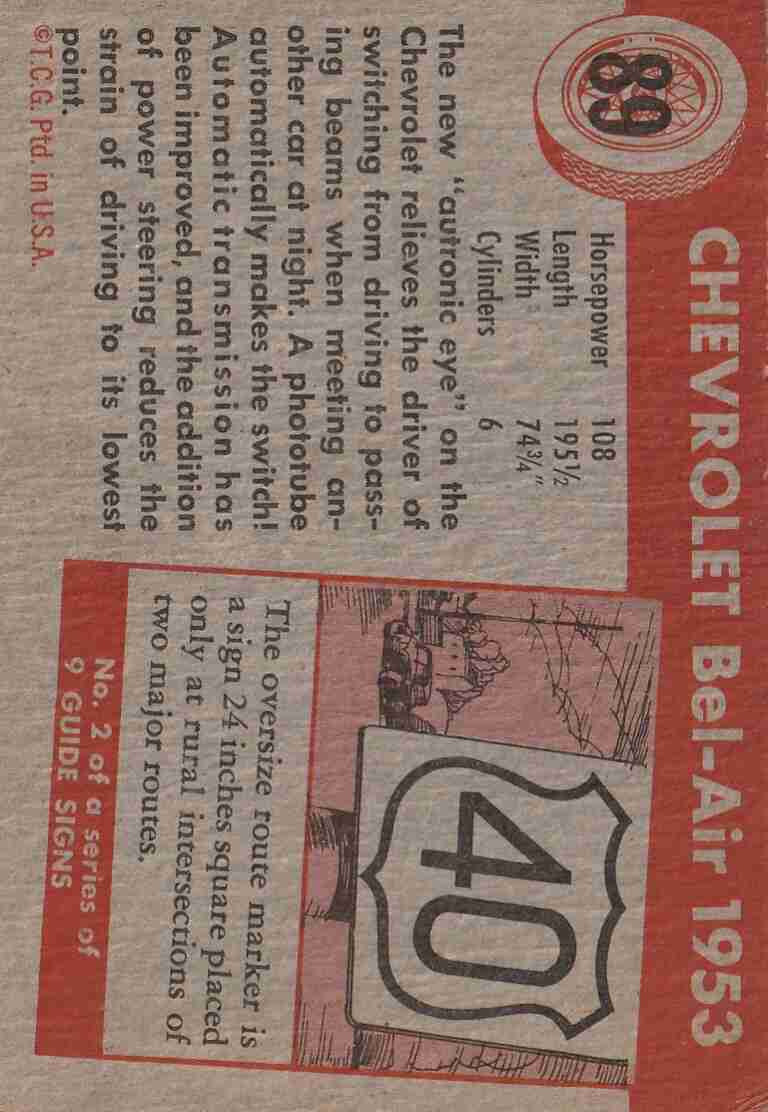 89
CHEVROLET Bel-Air 1953
Horsepower 108
Length 195½
Width 74¾"
Cylinders 6
The new "autronic eye" on the
Chevrolet relieves the driver of
switching from driving to pass-
ing beams when meeting an-
other car at night. A phototube
automatically makes the switch!
Automatic transmission has
been improved, and the addition
of power steering reduces the
strain of driving to its lowest
point.
©T.C.G. Ptd. in U.S.A.
40
The oversize route marker is
a sign 24 inches square placed
only at rural intersections of
two major routes.
No. 2 of a series of
9 GUIDE SIGNS